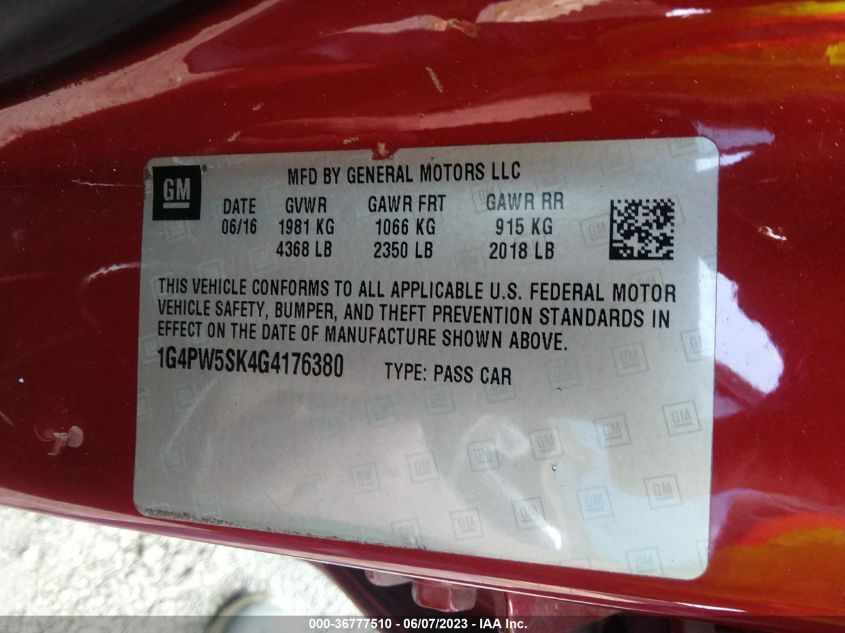 GM
MFD BY GENERAL MOTORS LLC
DATE GVWR GAWR FRT GAWR RR
06/16 1981 KG 1066 KG 915 KG
4368 LB 2350 LB 2018 LB
THIS VEHICLE CONFORMS TO ALL APPLICABLE U.S. FEDERAL MOTOR
VEHICLE SAFETY, BUMPER, AND THEFT PREVENTION STANDARDS IN
EFFECT ON THE DATE OF MANUFACTURE SHOWN ABOVE.
1G4PW5SK4G4176380 TYPE: PASS CAR
000-36777510 - 06/07/2023 - IAA Inc.